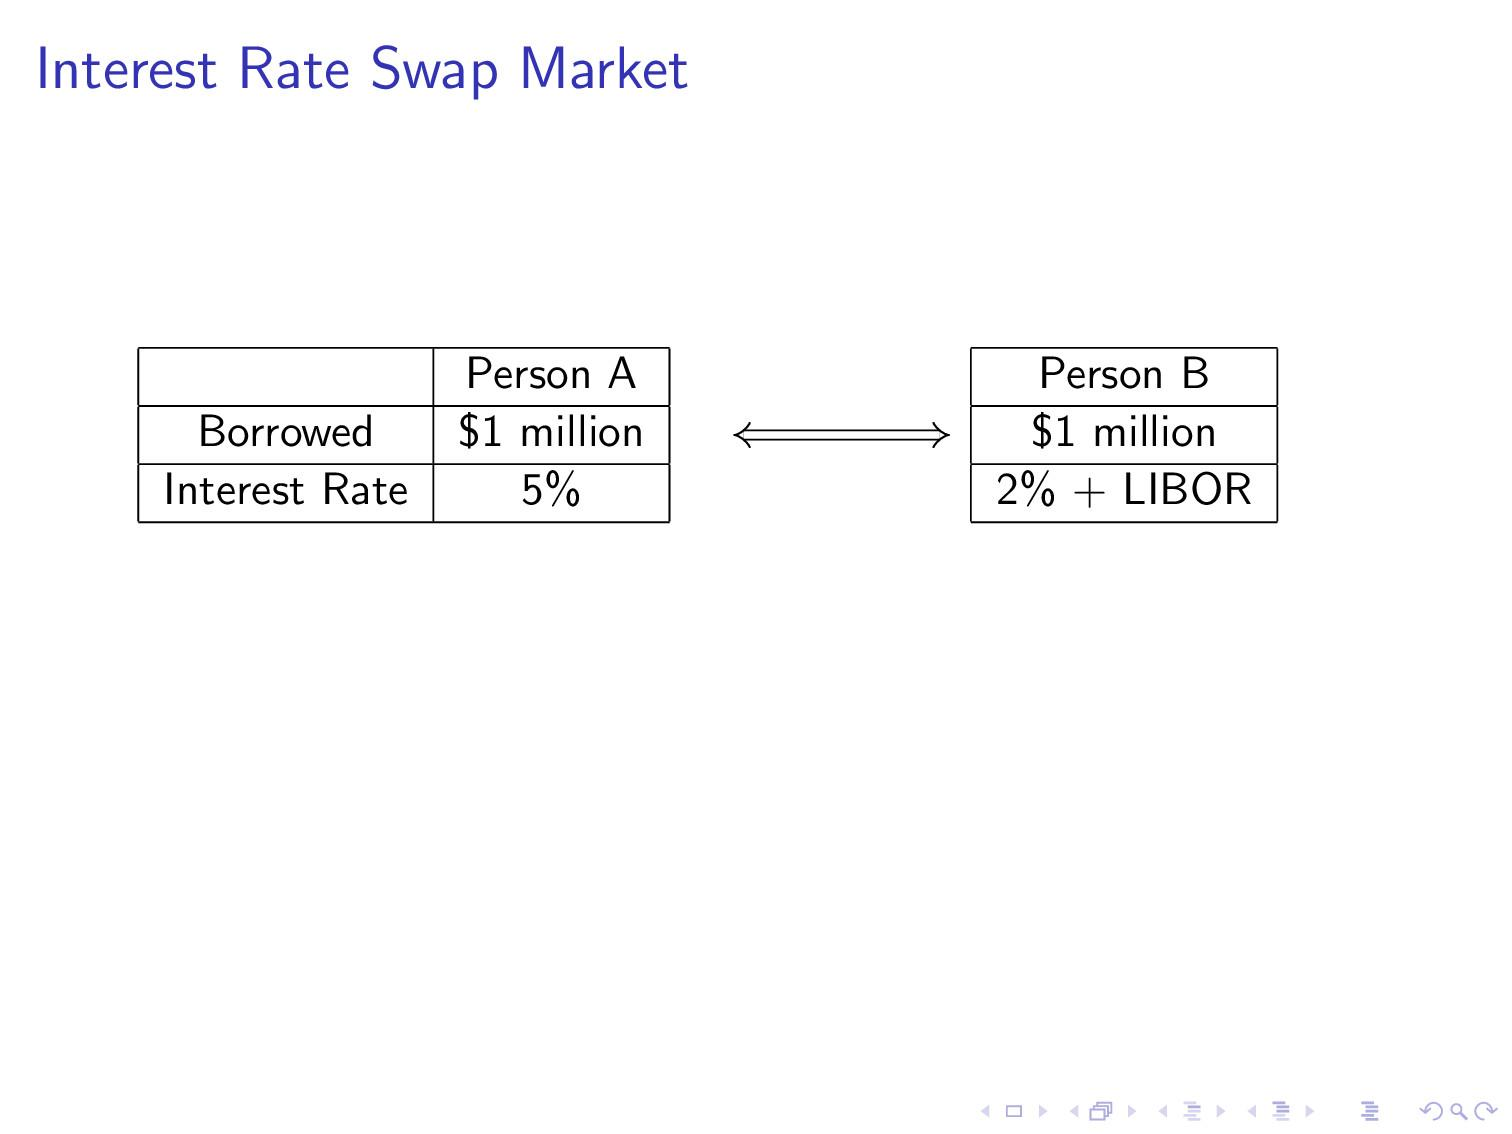 Interest Rate Swap Market
Person A
Person B
Borrowed $1 million
$1 million
Interest Rate 5%
2% + LIBOR